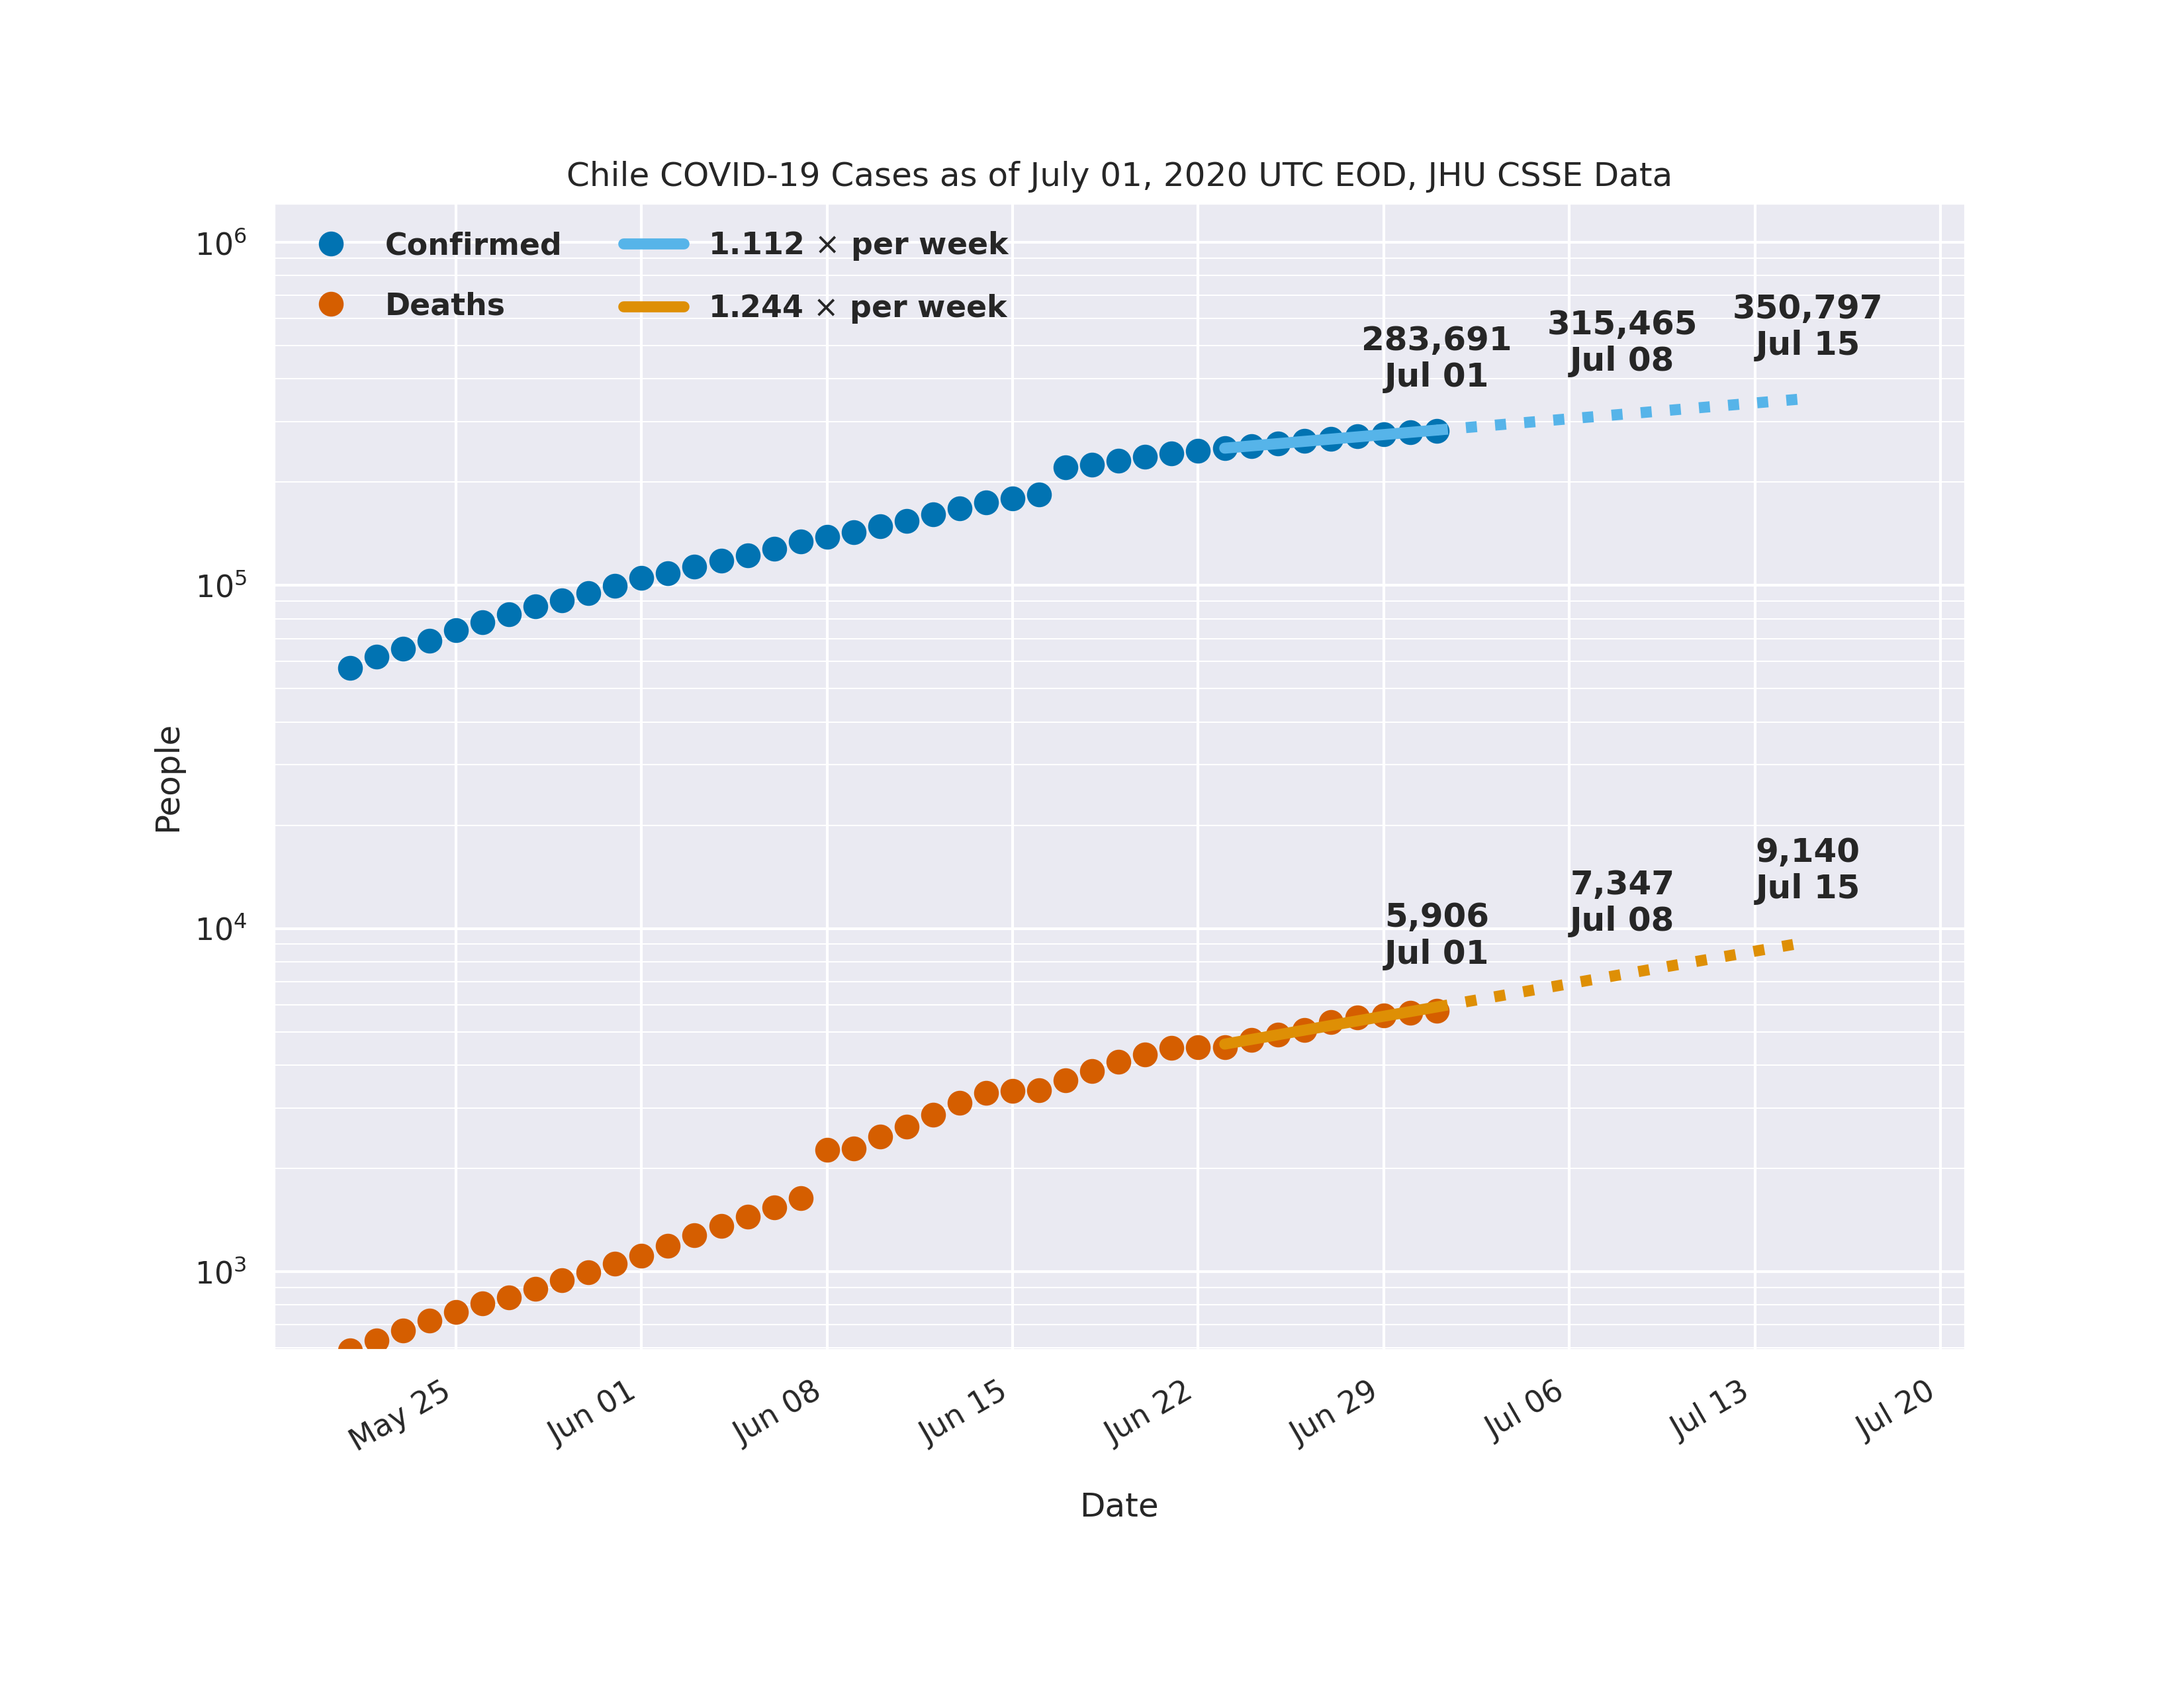 Chile COVID-19 Cases as of July 01, 2020 UTC EOD, JHU CSSE Data
10⁶
10⁵
10⁴
10³
People
Confirmed
Deaths
1.112 × per week
1.244 × per week
283,691
Jul 01
315,465
Jul 08
350,797
Jul 15
5,906
Jul 01
7,347
Jul 08
9,140
Jul 15
May 25
Jun 01
Jun 08
Jun 15
Jun 22
Jun 29
Jul 06
Jul 13
Jul 20
Date